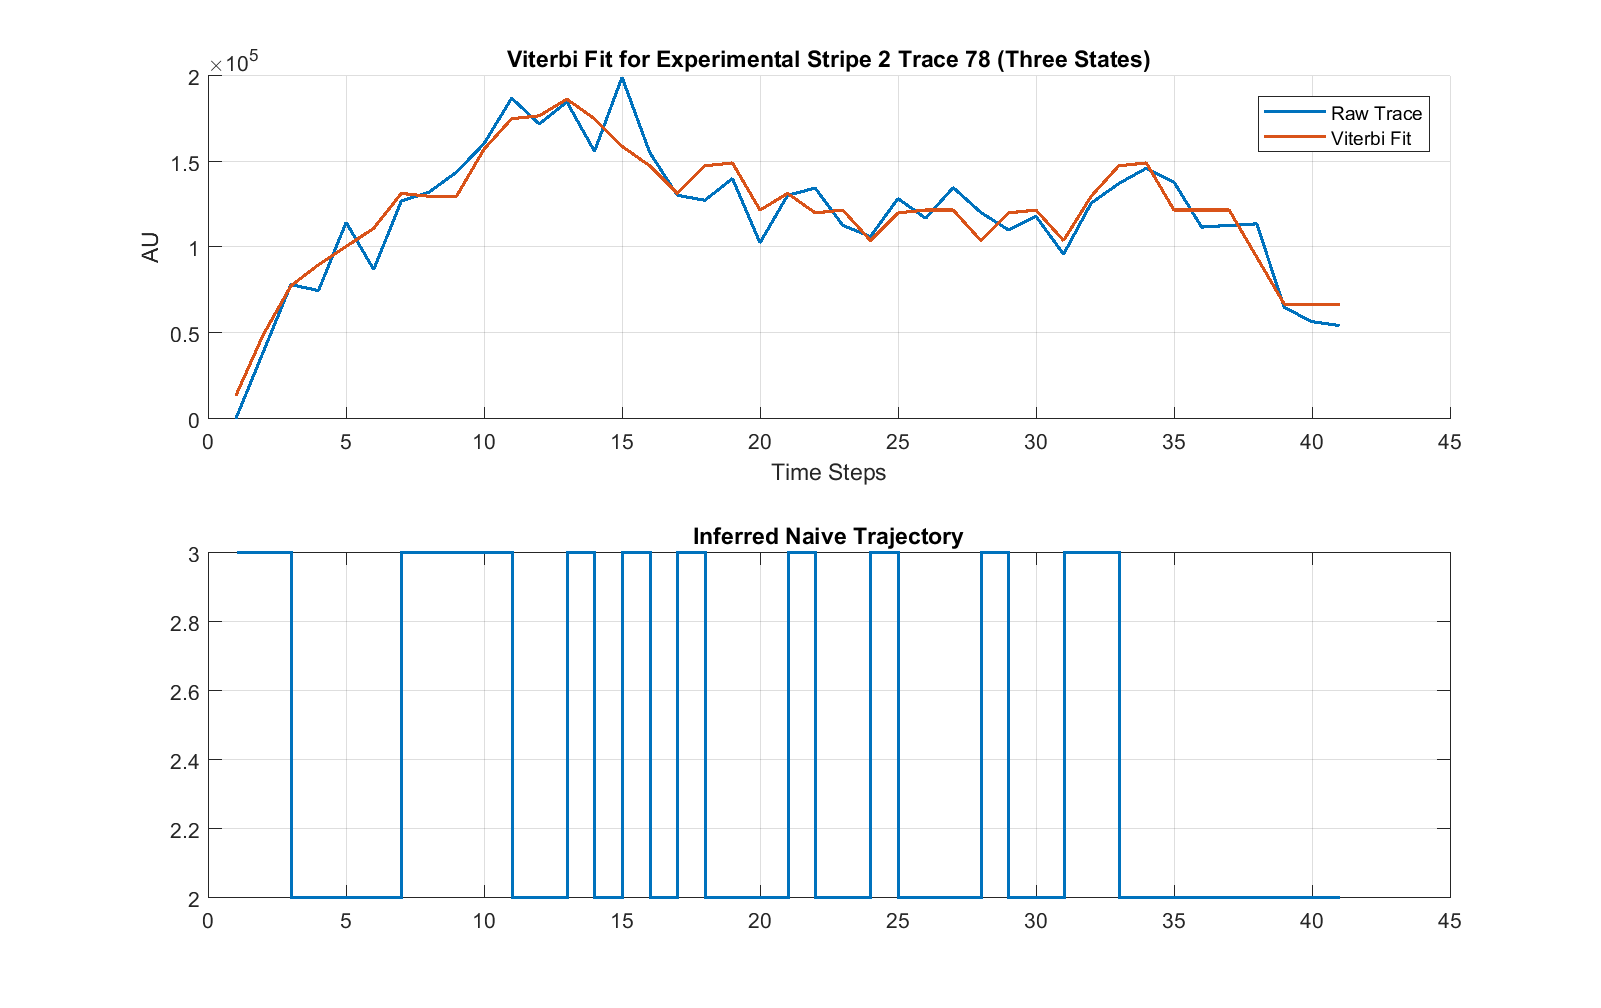 Viterbi Fit for Experimental Stripe 2 Trace 78 (Three States)
×10^5
2
1.5
1
0.5
0
AU
Raw Trace
Viterbi Fit
0 5 10 15 20 25 30 35 40 45
Time Steps
Inferred Naive Trajectory
3
2.8
2.6
2.4
2.2
2
0 5 10 15 20 25 30 35 40 45